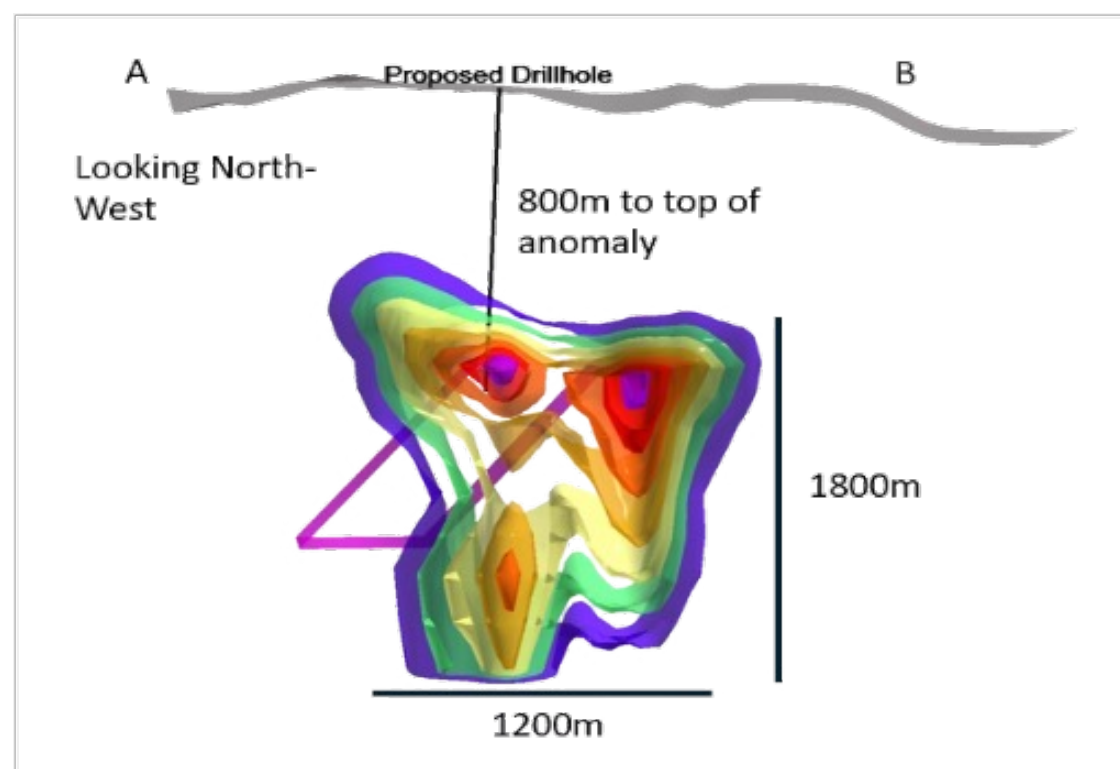 A
Proposed Drillhole
B
Looking North-
West
800m to top of
anomaly
1800m
1200m